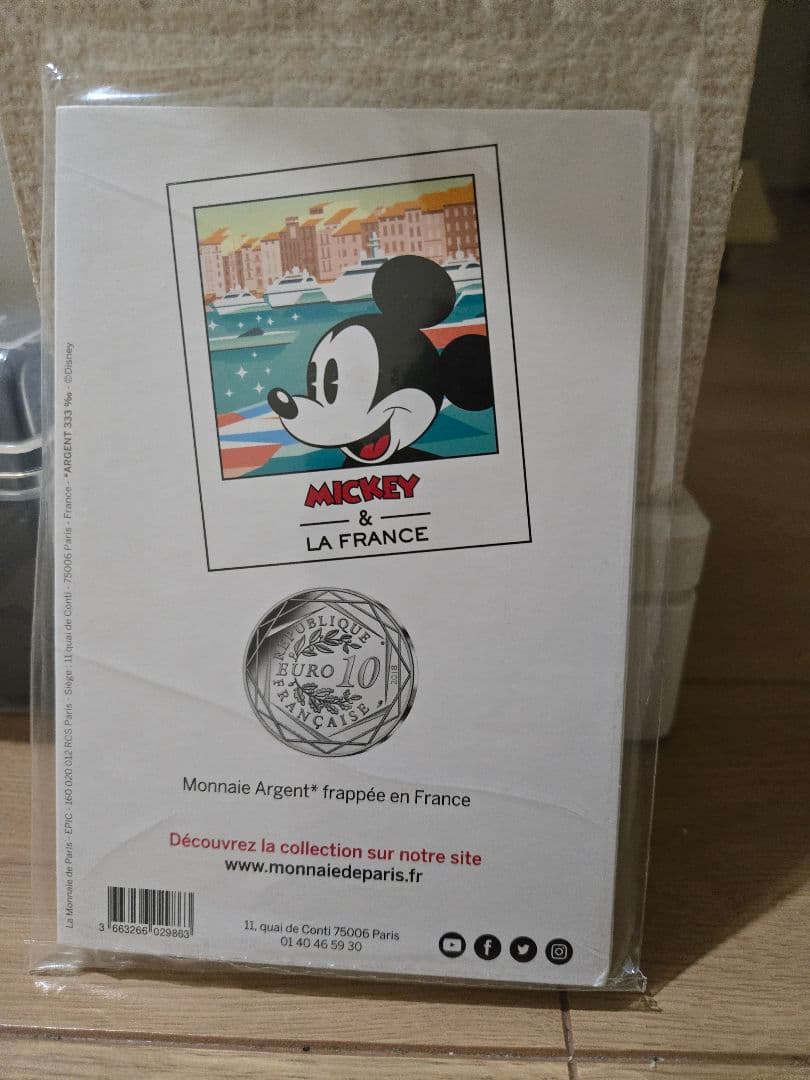 MICKEY
&
LA FRANCE
RÉPUBLIQUE
EURO 10
2018
FRANÇAISE
Monnaie Argent* frappée en France
Découvrez la collection sur notre site
www.monnaiedeparis.fr
3 663266 029863
11, quai de Conti 75006 Paris
01 40 46 59 30
La Monnaie de Paris - EPIC - 160 020 012 RCS Paris - Siège : 11 quai de Conti - 75006 Paris - France - *ARGENT 333 ‰ - ©Disney